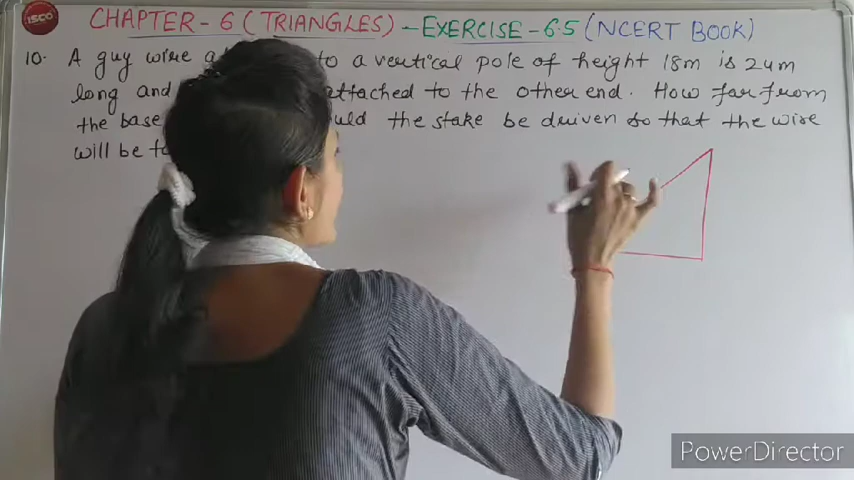 ISCO
CHAPTER - 6 ( TRIANGLES) - EXERCISE - 6.5 (NCERT BOOK)
10. A guy wire to a vertical pole of height 18m is 24m
long and attached to the other end. How far from
the base the stake be driven so that the wire
will be
PowerDirector